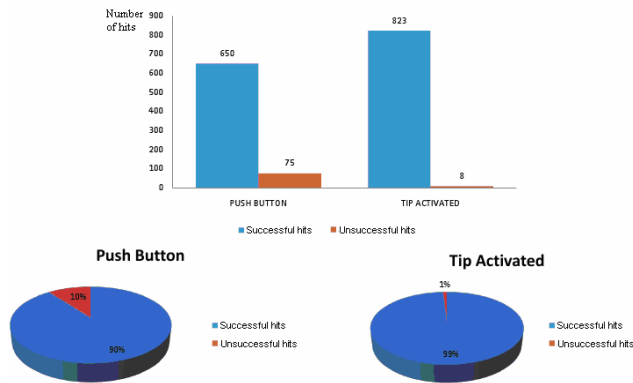 Number
of hits
900
800
700
600
500
400
300
200
100
0
650
75
823
8
PUSH BUTTON
TIP ACTIVATED
Successful hits
Unsuccessful hits
Push Button
10%
90%
Successful hits
Unsuccessful hits
Tip Activated
1%
99%
Successful hits
Unsuccessful hits